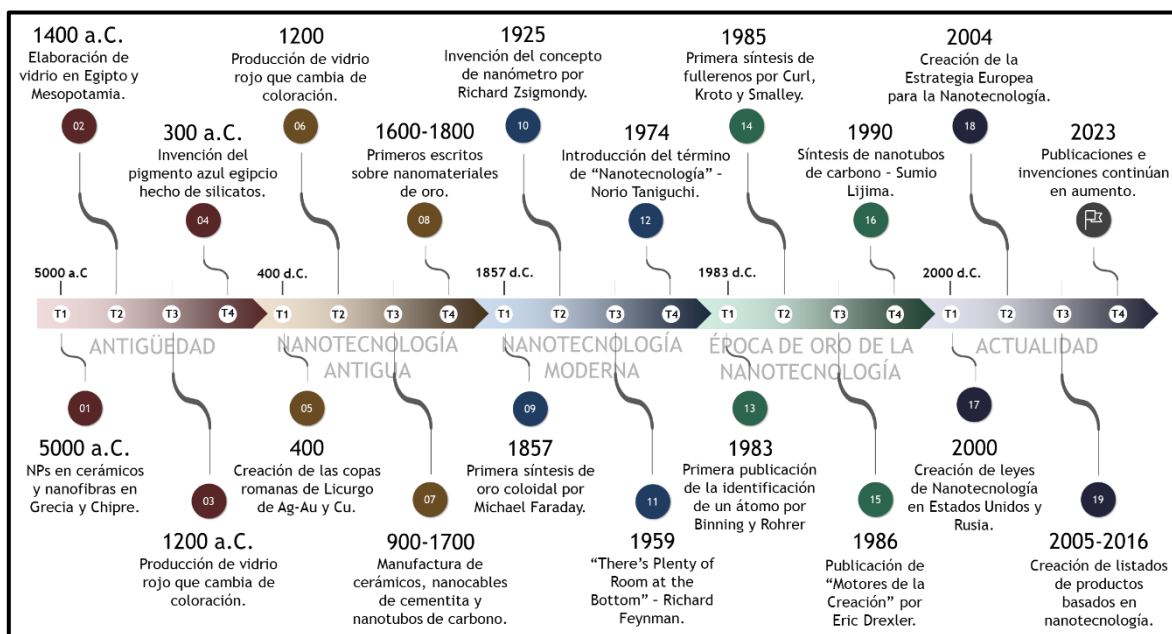 1400 a.C.
Elaboración de
vidrio en Egipto y
Mesopotamia.
02
300 a.C.
Invención del
pigmento azul egipcio
hecho de silicatos.
04
1200
Producción de vidrio
rojo que cambia de
coloración.
06
1600-1800
Primeros escritos
sobre nanomateriales
de oro.
08
1925
Invención del concepto
de nanómetro por
Richard Zsigmondy.
10
1974
Introducción del término
de “Nanotecnología” –
Norio Taniguchi.
12
1985
Primera síntesis de
fullerenos por Curl,
Kroto y Smalley.
14
1990
Síntesis de nanotubos
de carbono – Sumio
Lijima.
16
2004
Creación de la
Estrategia Europea
para la Nanotecnología.
18
2023
Publicaciones e
invenciones continúan
en aumento.
5000 a.C
400 d.C.
1857 d.C.
1983 d.C.
2000 d.C.
T1 T2 T3 T4 T1 T2 T3 T4 T1 T2 T3 T4 T1 T2 T3 T4 T1 T2 T3 T4
ANTIGÜEDAD
NANOTECNOLOGÍA
ANTIGUA
NANOTECNOLOGÍA
MODERNA
ÉPOCA DE ORO DE LA
NANOTECNOLOGÍA
ACTUALIDAD
01
5000 a.C.
NPs en cerámicos
y nanofibras en
Grecia y Chipre.
03
1200 a.C.
Producción de vidrio
rojo que cambia de
coloración.
05
400
Creación de las copas
romanas de Licurgo
de Ag-Au y Cu.
07
900-1700
Manufactura de
cerámicos, nanocables
de cementita y
nanotubos de carbono.
09
1857
Primera síntesis de
oro coloidal por
Michael Faraday.
11
1959
“There’s Plenty of
Room at the
Bottom” – Richard
Feynman.
13
1983
Primera publicación
de la identificación
de un átomo por
Binning y Rohrer
15
1986
Publicación de
“Motores de la
Creación” por
Eric Drexler.
17
2000
Creación de leyes
de Nanotecnología
en Estados Unidos y
Rusia.
19
2005-2016
Creación de listados
de productos
basados en
nanotecnología.